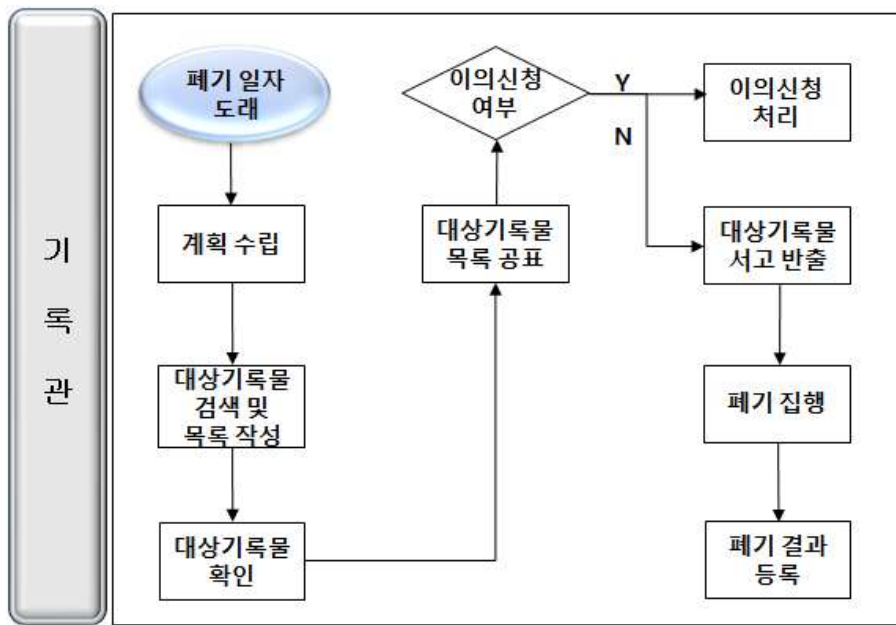 기
록
관
폐기 일자
도래
계획 수립
대상기록물
검색 및
목록 작성
대상기록물
확인
대상기록물
목록 공표
이의신청
여부
Y
N
이의신청
처리
대상기록물
서고 반출
폐기 집행
폐기 결과
등록